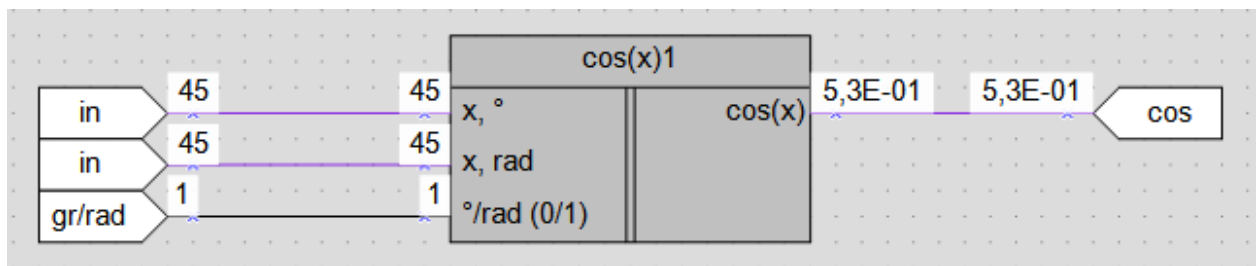 cos(x)1
in 45 45 x, ° cos(x) 5,3E-01 5,3E-01 cos
in 45 45 x, rad
gr/rad 1 1 °/rad (0/1)